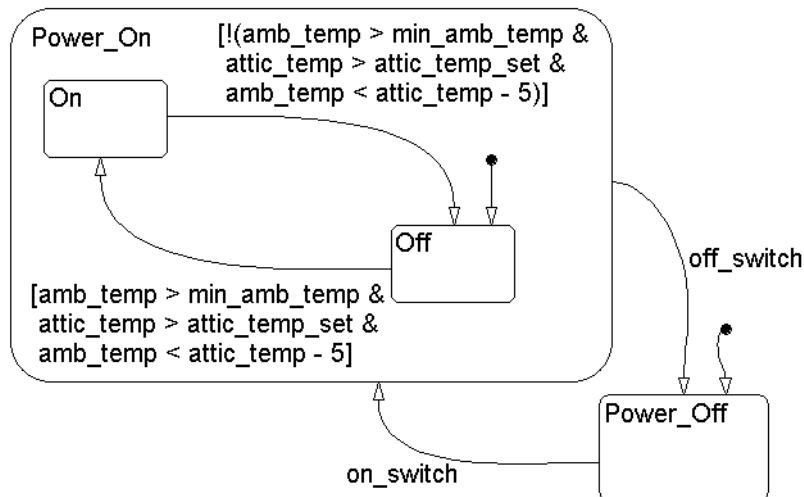 Power_On
[!(amb_temp > min_amb_temp &
attic_temp > attic_temp_set &
amb_temp < attic_temp - 5)]
On
Off
off_switch
[amb_temp > min_amb_temp &
attic_temp > attic_temp_set &
amb_temp < attic_temp - 5]
Power_Off
on_switch